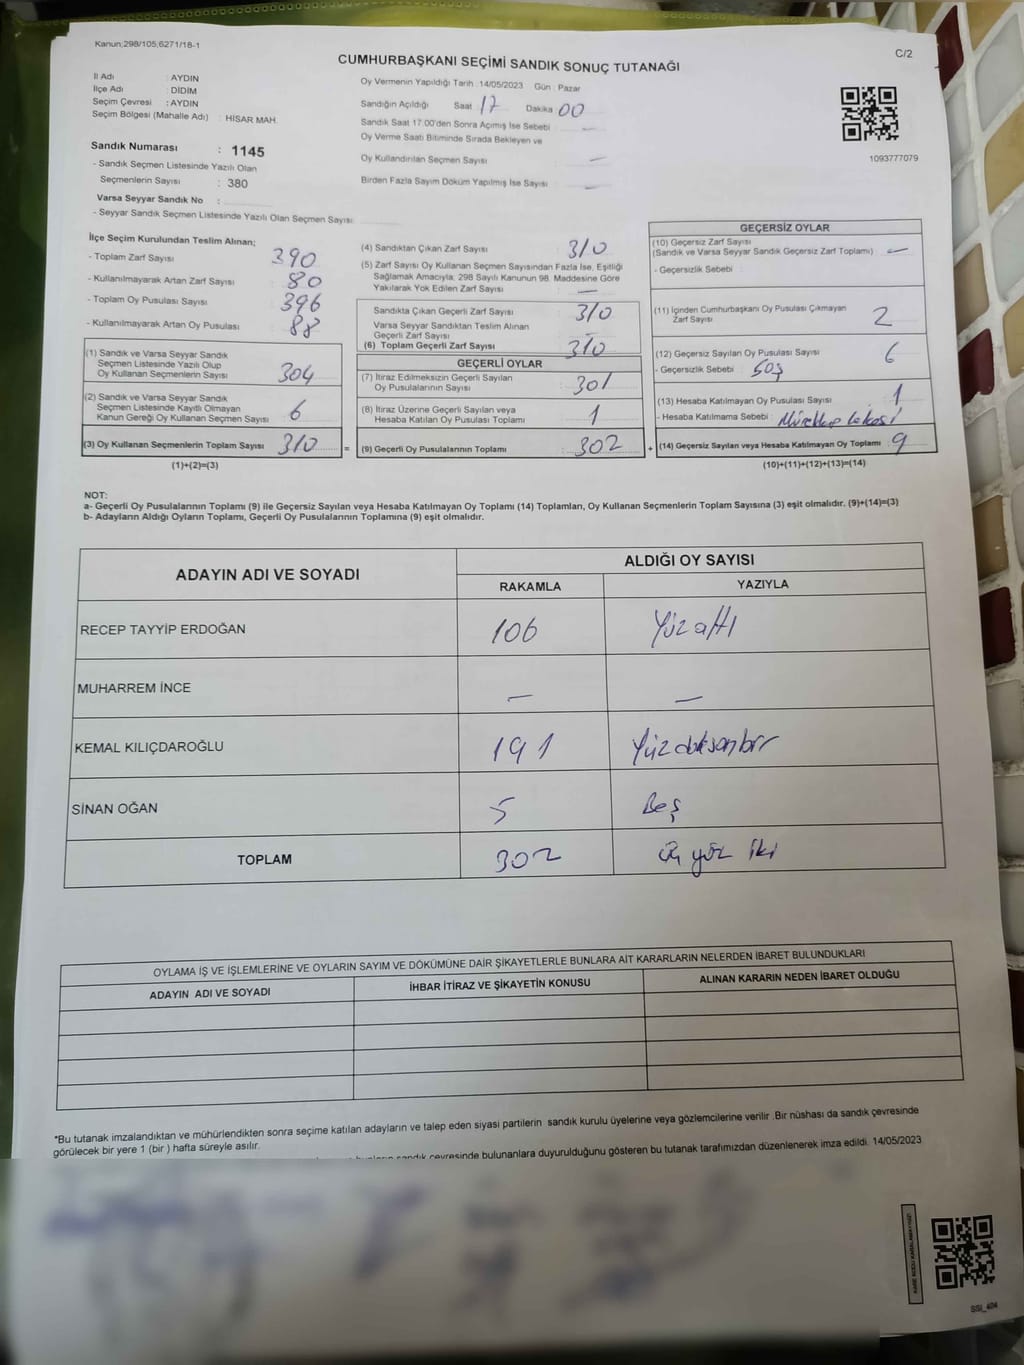 Kanun;298/105,6271/18-1
C/2
CUMHURBAŞKANI SEÇİMİ SANDIK SONUÇ TUTANAĞI
İl Adı : AYDIN
İlçe Adı : DİDİM
Seçim Çevresi : AYDIN
Seçim Bölgesi (Mahalle Adı) : HİSAR MAH.
Sandık Numarası : 1145
- Sandık Seçmen Listesinde Yazılı Olan
Seçmenlerin Sayısı : 380
Varsa Seyyar Sandık No :
- Seyyar Sandık Seçmen Listesinde Yazılı Olan Seçmen Sayısı
Oy Vermenin Yapıldığı Tarih : 14/05/2023 Gün : Pazar
Sandığın Açıldığı Saat 17 Dakika 00
Sandık Saat 17.00'den Sonra Açımış İse Sebebi —
Oy Verme Saati Bitiminde Sırada Bekleyen ve
Oy Kullandırılan Seçmen Sayısı —
Birden Fazla Sayım Döküm Yapılmış İse Sayısı —
1093777079
İlçe Seçim Kurulundan Teslim Alınan;
- Toplam Zarf Sayısı 390
- Kullanılmayarak Artan Zarf Sayısı 80
- Toplam Oy Pusulası Sayısı 396
- Kullanılmayarak Artan Oy Pusulası 88
(1) Sandık ve Varsa Seyyar Sandık
Seçmen Listesinde Yazılı Olup
Oy Kullanan Seçmenlerin Sayısı 304
(2) Sandık ve Varsa Seyyar Sandık
Seçmen Listesinde Kayıtlı Olmayan
Kanun Gereği Oy Kullanan Seçmen Sayısı 6
(3) Oy Kullanan Seçmenlerin Toplam Sayısı 310 =
(1)+(2)=(3)
(4) Sandıktan Çıkan Zarf Sayısı 310
(5) Zarf Sayısı Oy Kullanan Seçmen Sayısından Fazla İse, Eşitliği
Sağlamak Amacıyla, 298 Sayılı Kanunun 98. Maddesine Göre
Yakılarak Yok Edilen Zarf Sayısı —
Sandıkta Çıkan Geçerli Zarf Sayısı 310
Varsa Seyyar Sandıktan Teslim Alınan
Geçerli Zarf Sayısı —
(6) Toplam Geçerli Zarf Sayısı 310
GEÇERLİ OYLAR
(7) İtiraz Edilmeksizin Geçerli Sayılan
Oy Pusulalarının Sayısı 301
(8) İtiraz Üzerine Geçerli Sayılan veya
Hesaba Katılan Oy Pusulası Toplamı 1
(9) Geçerli Oy Pusulalarının Toplamı : 302 +
GEÇERSİZ OYLAR
(10) Geçersiz Zarf Sayısı
(Sandık ve Varsa Seyyar Sandık Geçersiz Zarf Toplamı) —
- Geçersizlik Sebebi
(11) İçinden Cumhurbaşkanı Oy Pusulası Çıkmayan
Zarf Sayısı 2
(12) Geçersiz Sayılan Oy Pusulası Sayısı 6
- Geçersizlik Sebebi : Boş
(13) Hesaba Katılmayan Oy Pusulası Sayısı : 1
- Hesaba Katılmama Sebebi : Mürekkep Lekesi
(14) Geçersiz Sayılan veya Hesaba Katılmayan Oy Toplamı : 9
(10)+(11)+(12)+(13)=(14)
NOT:
a- Geçerli Oy Pusulalarının Toplamı (9) ile Geçersiz Sayılan veya Hesaba Katılmayan Oy Toplamı (14) Toplamları, Oy Kullanan Seçmenlerin Toplam Sayısına (3) eşit olmalıdır. (9)+(14)=(3)
b- Adayların Aldığı Oyların Toplamı, Geçerli Oy Pusulalarının Toplamına (9) eşit olmalıdır.
ADAYIN ADI VE SOYADI
ALDIĞI OY SAYISI
RAKAMLA YAZIYLA
RECEP TAYYİP ERDOĞAN 106 Yüz altı
MUHARREM İNCE — —
KEMAL KILIÇDAROĞLU 191 Yüz doksan bir
SİNAN OĞAN 5 Beş
TOPLAM 302 Üç yüz iki
OYLAMA İŞ VE İŞLEMLERİNE VE OYLARIN SAYIM VE DÖKÜMÜNE DAİR ŞİKAYETLERLE BUNLARA AİT KARARLARIN NELERDEN İBARET BULUNDUKLARI
ADAYIN ADI VE SOYADI İHBAR İTİRAZ VE ŞİKAYETİN KONUSU ALINAN KARARIN NEDEN İBARET OLDUĞU
*Bu tutanak imzalandıktan ve mühürlendikten sonra seçime katılan adayların ve talep eden siyasi partilerin sandık kurulu üyelerine veya gözlemcilerine verilir .Bir nüshası da sandık çevresinde
görülecek bir yere 1 (bir ) hafta süreyle asılır.
sandık çevresinde bulunanlara duyurulduğunu gösteren bu tutanak tarafımızdan düzenlenerek imza edildi. 14/05/2023
SSI_404